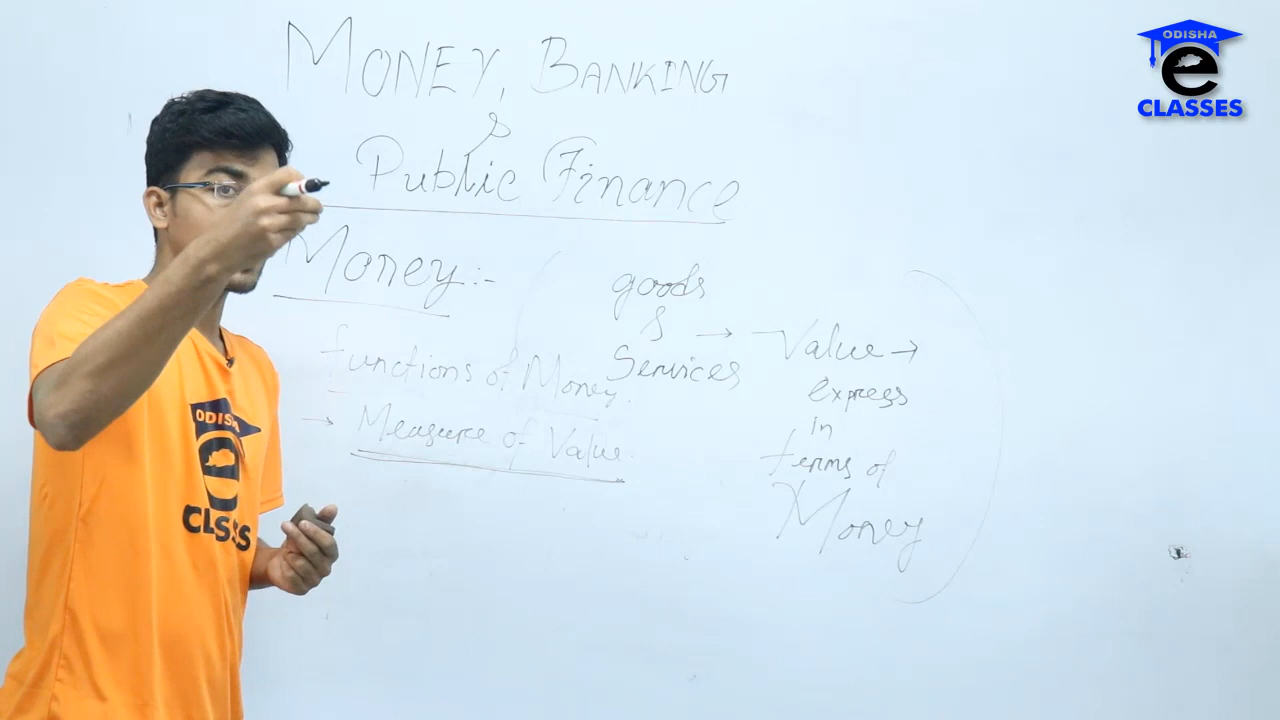 MONEY, BANKING
&
Public Finance
Money :-
functions of Money.
→ Measure of Value.
goods
&
Services
→ Value →
express
in
terms of
Money
ODISHA
e
CLASSES
ODISHA
e
CLASSES